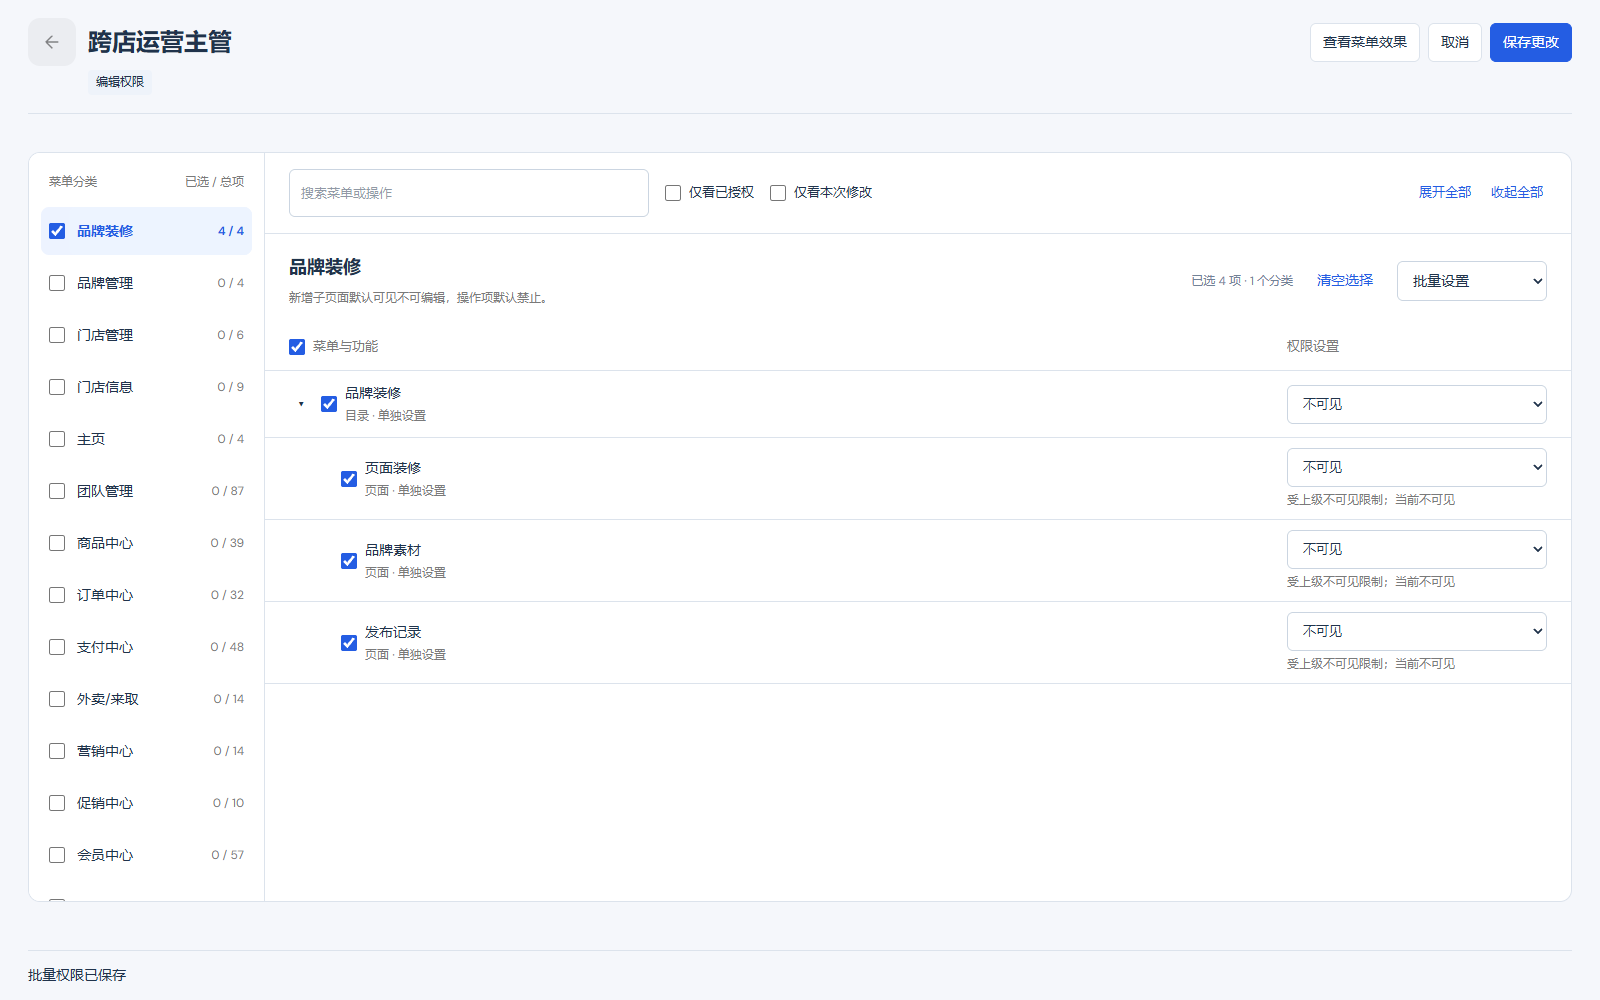 跨店运营主管
编辑权限
查看菜单效果
取消
保存更改
菜单分类
已选 / 总项
品牌装修
4 / 4
品牌管理
0 / 4
门店管理
0 / 6
门店信息
0 / 9
主页
0 / 4
团队管理
0 / 87
商品中心
0 / 39
订单中心
0 / 32
支付中心
0 / 48
外卖/来取
0 / 14
营销中心
0 / 14
促销中心
0 / 10
会员中心
0 / 57
搜索菜单或操作
仅看已授权
仅看本次修改
展开全部
收起全部
品牌装修
新增子页面默认可见不可编辑，操作项默认禁止。
已选 4 项 · 1 个分类
清空选择
批量设置
菜单与功能
权限设置
品牌装修
目录 · 单独设置
不可见
页面装修
页面 · 单独设置
不可见
受上级不可见限制；当前不可见
品牌素材
页面 · 单独设置
不可见
受上级不可见限制；当前不可见
发布记录
页面 · 单独设置
不可见
受上级不可见限制；当前不可见
批量权限已保存